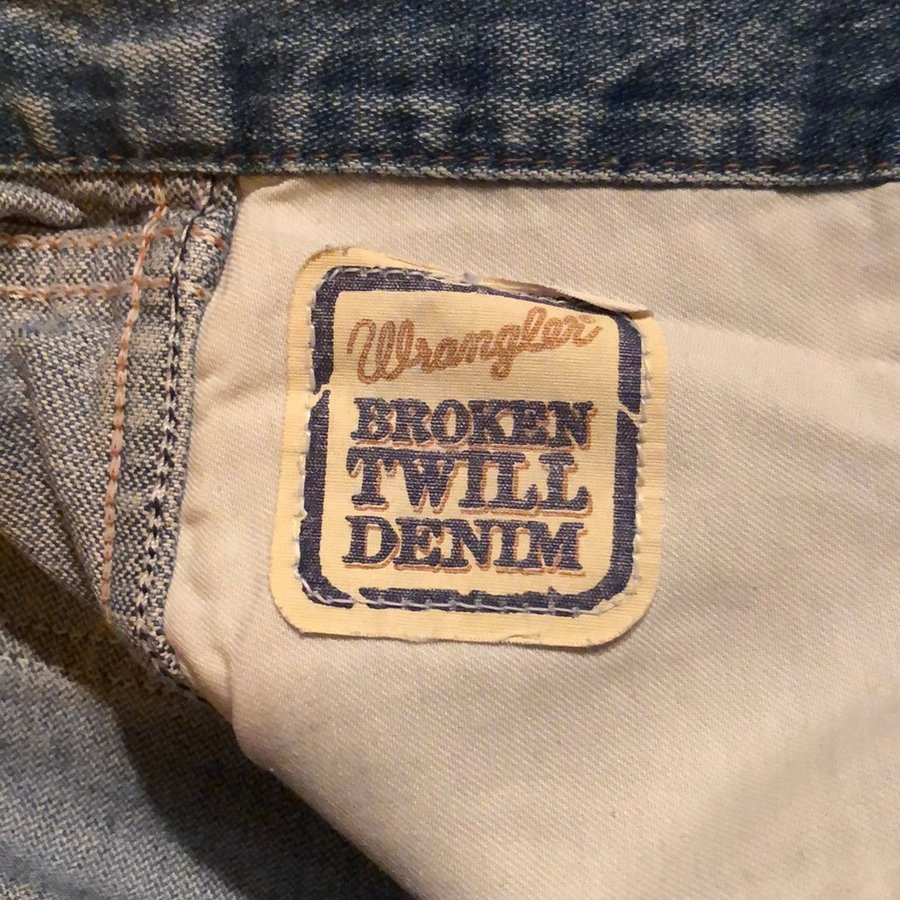 Wrangler
BROKEN
TWILL
DENIM